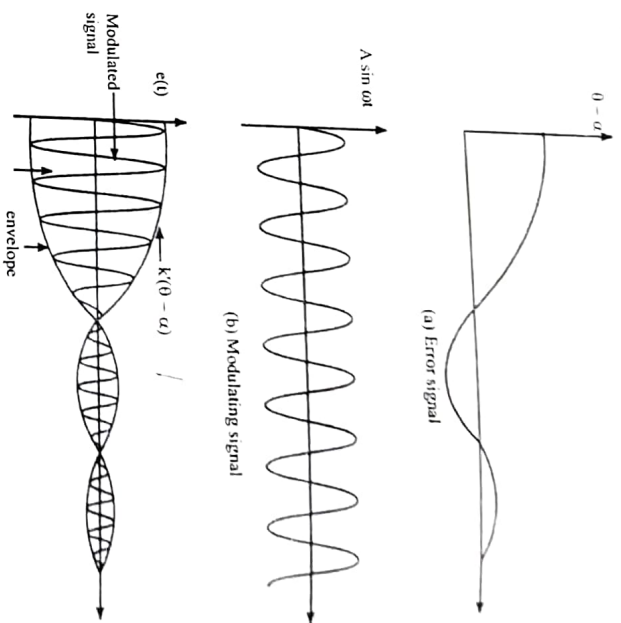 θ − α
(a) Error signal
A sin ωt
(b) Modulating signal
e(t)
k'(θ − α)
Modulated
signal
envelope